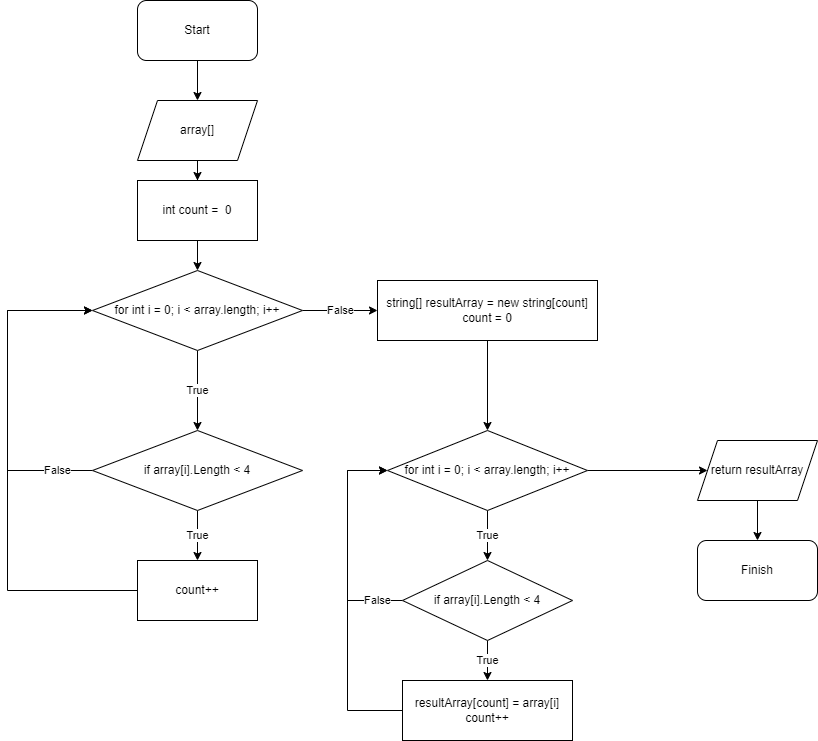 Start
array[]
int count = 0
for int i = 0; i < array.length; i++
False
string[] resultArray = new string[count]
count = 0
True
if array[i].Length < 4
False
True
count++
for int i = 0; i < array.length; i++
return resultArray
True
Finish
if array[i].Length < 4
False
True
resultArray[count] = array[i]
count++